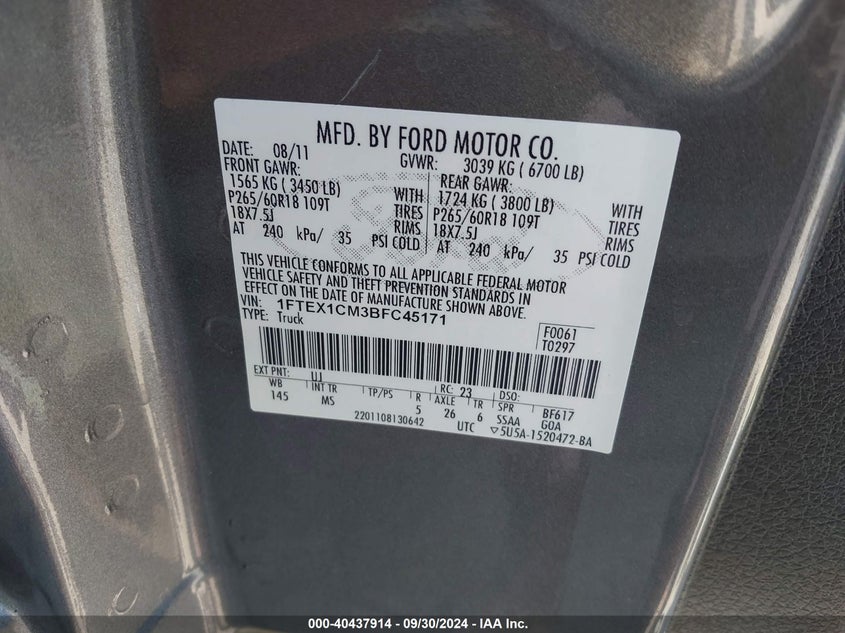 MFD. BY FORD MOTOR CO.
DATE: 08/11 GVWR: 3039 KG ( 6700 LB)
FRONT GAWR: REAR GAWR:
1565 KG ( 3450 LB) WITH 1724 KG ( 3800 LB) WITH
P265/60R18 109T TIRES P265/60R18 109T TIRES
18X7.5J RIMS 18X7.5J RIMS
AT 240 kPa/ 35 PSI COLD AT 240 kPa/ 35 PSI COLD
THIS VEHICLE CONFORMS TO ALL APPLICABLE FEDERAL MOTOR
VEHICLE SAFETY AND THEFT PREVENTION STANDARDS IN
EFFECT ON THE DATE OF MANUFACTURE SHOWN ABOVE.
VIN: 1FTEX1CM3BFC45171
TYPE: Truck
F0061
T0297
EXT PNT: UJ RC: 23 DSO:
WB INT TR TP/PS R AXLE TR SPR BF617
145 M5 5 26 6 SSAA G0A
2201108130642 UTC ▽5U5A-1520472-BA
000-40437914 - 09/30/2024 - IAA Inc.